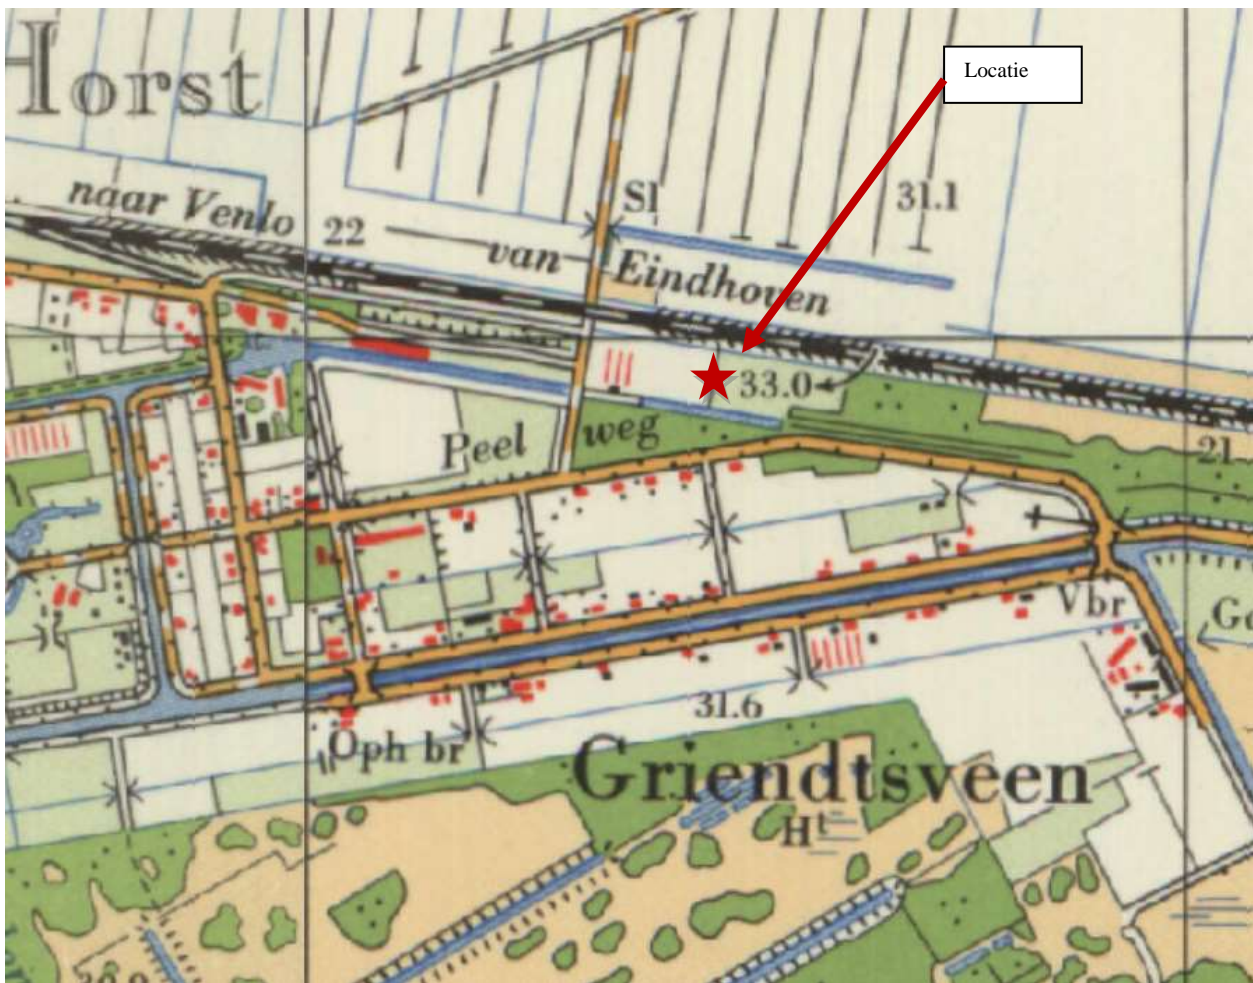 Horst
Locatie
naar Venlo
22
van Eindhoven
Sl
31.1
33.0
Peel weg
21
Vbr
31.6
Oph br
Griendtsveen
Ht